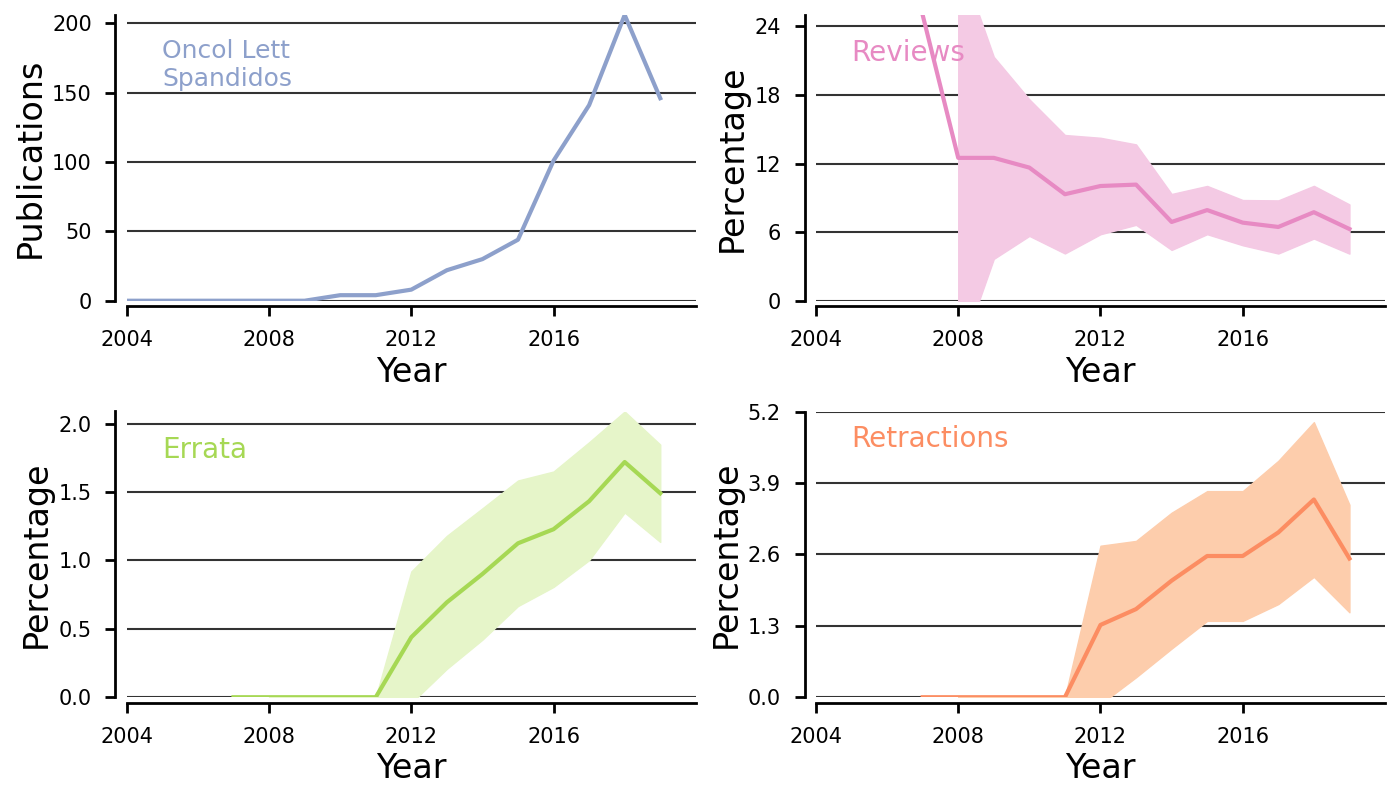 Publications
200
150
100
50
0
Oncol Lett
Spandidos
2004
2008
2012
2016
Year
Percentage
24
18
12
6
0
Reviews
2004
2008
2012
2016
Year
Percentage
2.0
1.5
1.0
0.5
0.0
Errata
2004
2008
2012
2016
Year
Percentage
5.2
3.9
2.6
1.3
0.0
Retractions
2004
2008
2012
2016
Year